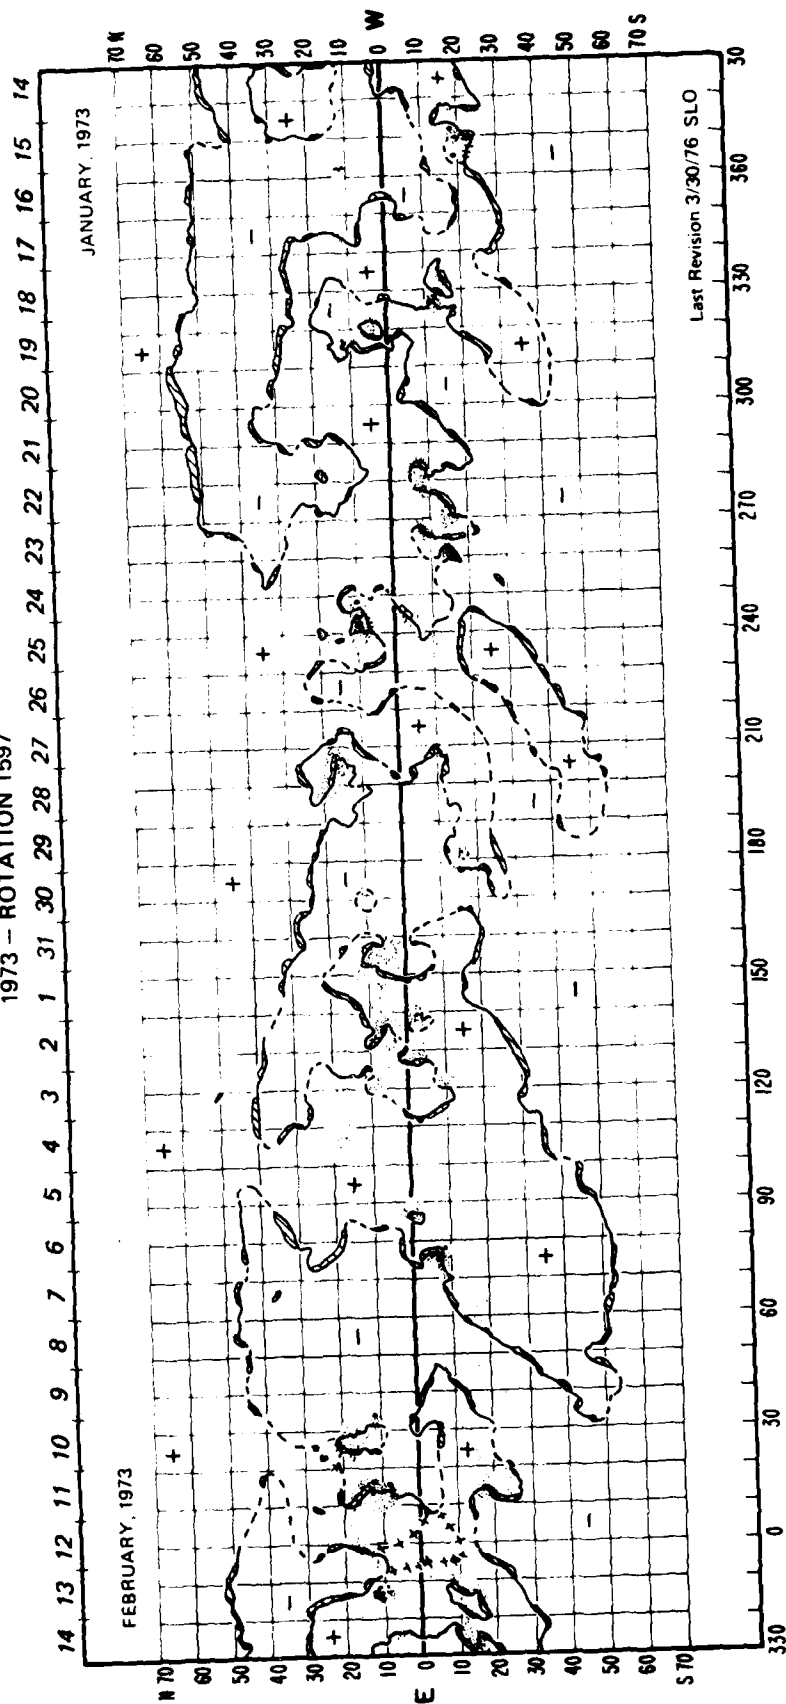 1973 – ROTATION 1597
14 13 12 11 10 9 8 7 6 5 4 3 2 1 31 30 29 28 27 26 25 24 23 22 21 20 19 18 17 16 15 14
FEBRUARY, 1973
JANUARY, 1973
N 70
60
50
40
30
20
10
E 0
10
20
30
40
50
60
S 70
70 N
60
50
40
30
20
10
W 0
10
20
30
40
50
60
70 S
Last Revision 3/30/76 SLO
330 0 30 60 90 120 150 180 210 240 270 300 330 360 30